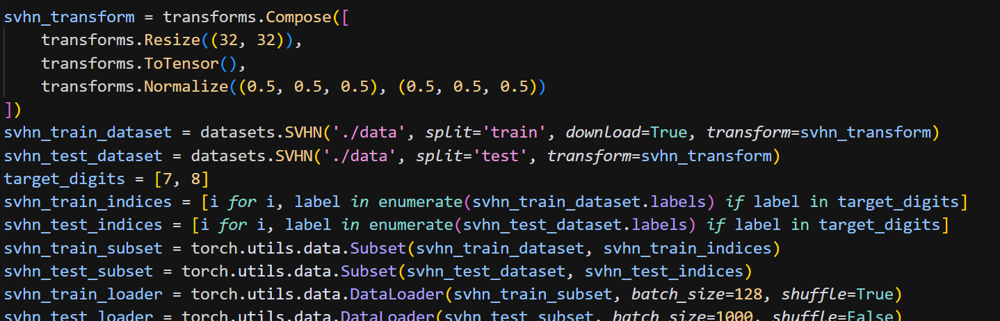 svhn_transform = transforms.Compose([
    transforms.Resize((32, 32)),
    transforms.ToTensor(),
    transforms.Normalize((0.5, 0.5, 0.5), (0.5, 0.5, 0.5))
])
svhn_train_dataset = datasets.SVHN('./data', split='train', download=True, transform=svhn_transform)
svhn_test_dataset = datasets.SVHN('./data', split='test', transform=svhn_transform)
target_digits = [7, 8]
svhn_train_indices = [i for i, label in enumerate(svhn_train_dataset.labels) if label in target_digits]
svhn_test_indices = [i for i, label in enumerate(svhn_test_dataset.labels) if label in target_digits]
svhn_train_subset = torch.utils.data.Subset(svhn_train_dataset, svhn_train_indices)
svhn_test_subset = torch.utils.data.Subset(svhn_test_dataset, svhn_test_indices)
svhn_train_loader = torch.utils.data.DataLoader(svhn_train_subset, batch_size=128, shuffle=True)
svhn_test_loader = torch.utils.data.DataLoader(svhn_test_subset, batch_size=1000, shuffle=False)